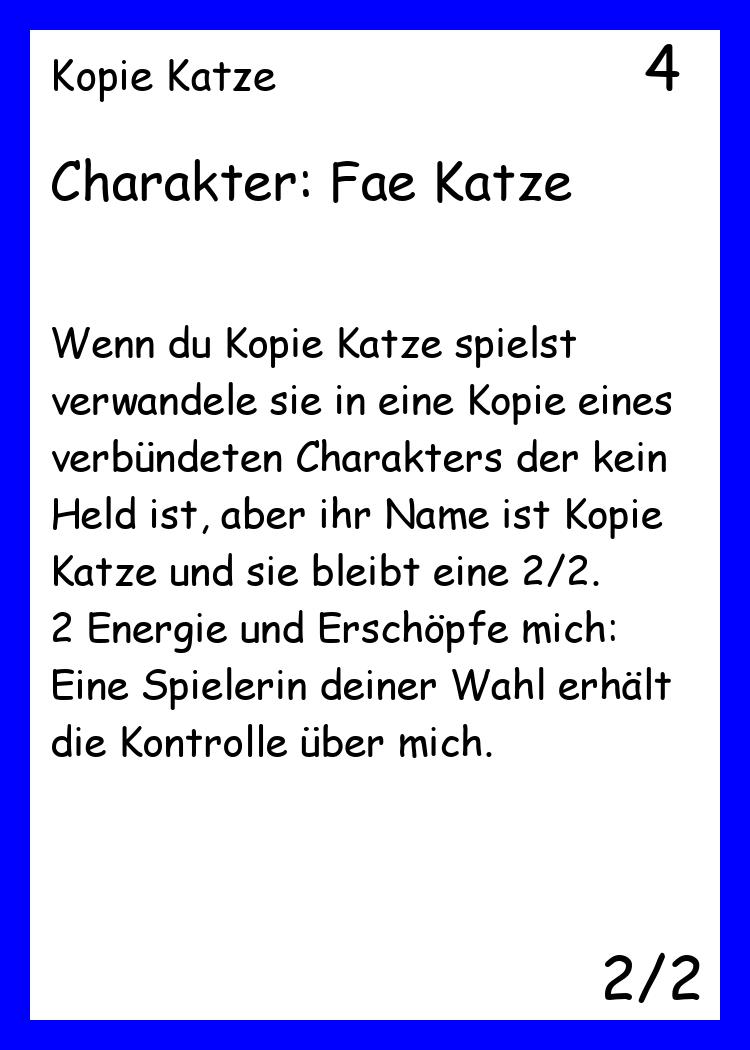 Kopie Katze 4
Charakter: Fae Katze
Wenn du Kopie Katze spielst
verwandele sie in eine Kopie eines
verbündeten Charakters der kein
Held ist, aber ihr Name ist Kopie
Katze und sie bleibt eine 2/2.
2 Energie und Erschöpfe mich:
Eine Spielerin deiner Wahl erhält
die Kontrolle über mich.
2/2